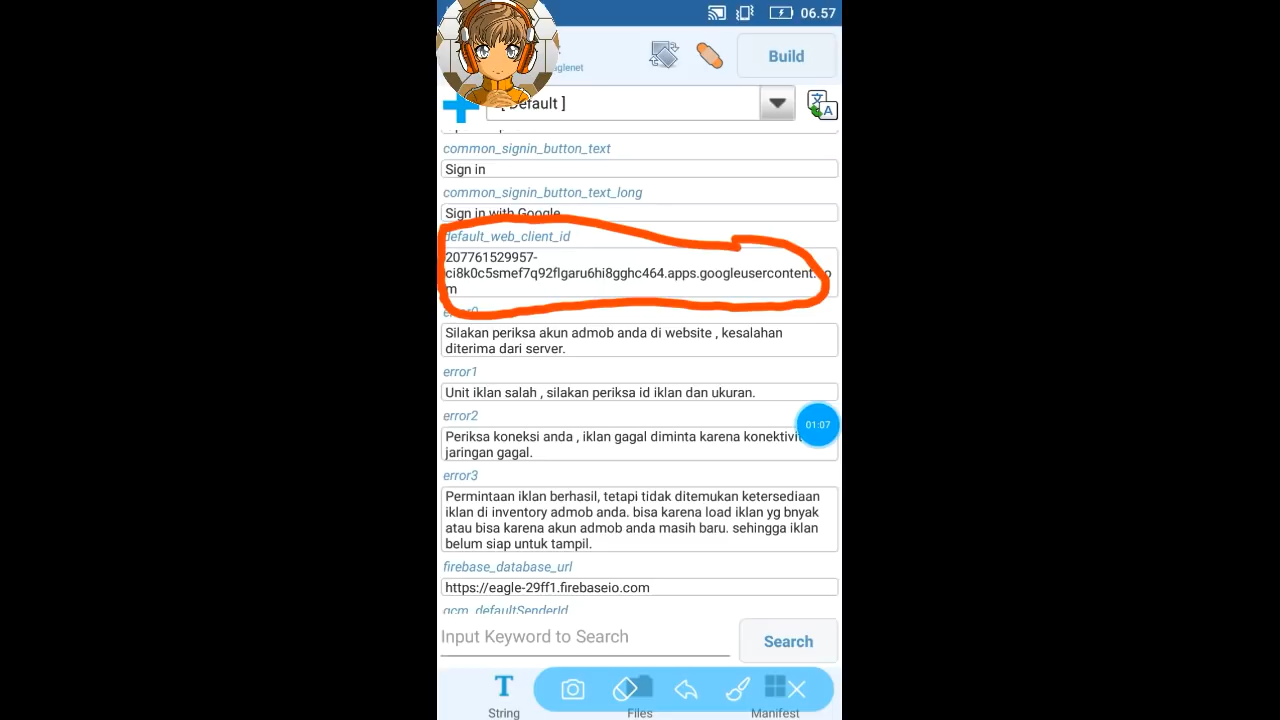 06.57
glenet
Build
Default ]
common_signin_button_text
Sign in
common_signin_button_text_long
Sign in with Google
default_web_client_id
207761529957-
ci8k0c5smef7q92flgaru6hi8gghc464.apps.googleusercontent.co
m
error0
Silakan periksa akun admob anda di website , kesalahan
diterima dari server.
error1
Unit iklan salah , silakan periksa id iklan dan ukuran.
error2
01:07
Periksa koneksi anda , iklan gagal diminta karena konektivit
jaringan gagal.
error3
Permintaan iklan berhasil, tetapi tidak ditemukan ketersediaan
iklan di inventory admob anda. bisa karena load iklan yg bnyak
atau bisa karena akun admob anda masih baru. sehingga iklan
belum siap untuk tampil.
firebase_database_url
https://eagle-29ff1.firebaseio.com
gcm_defaultSenderId
Input Keyword to Search
Search
String
Files
Manifest